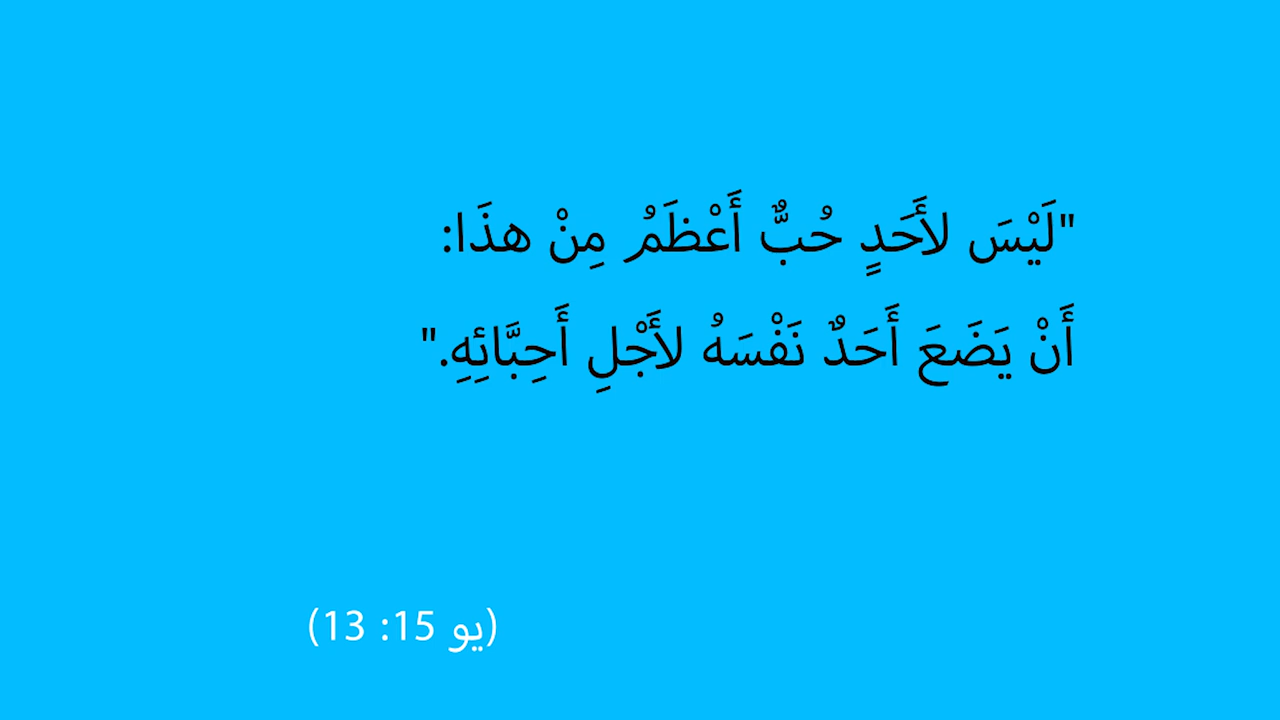 "لَيْسَ لأَحَدٍ حُبٌّ أَعْظَمُ مِنْ هذَا:
أَنْ يَضَعَ أَحَدٌ نَفْسَهُ لأَجْلِ أَحِبَّائِهِ."
(يو 15: 13)